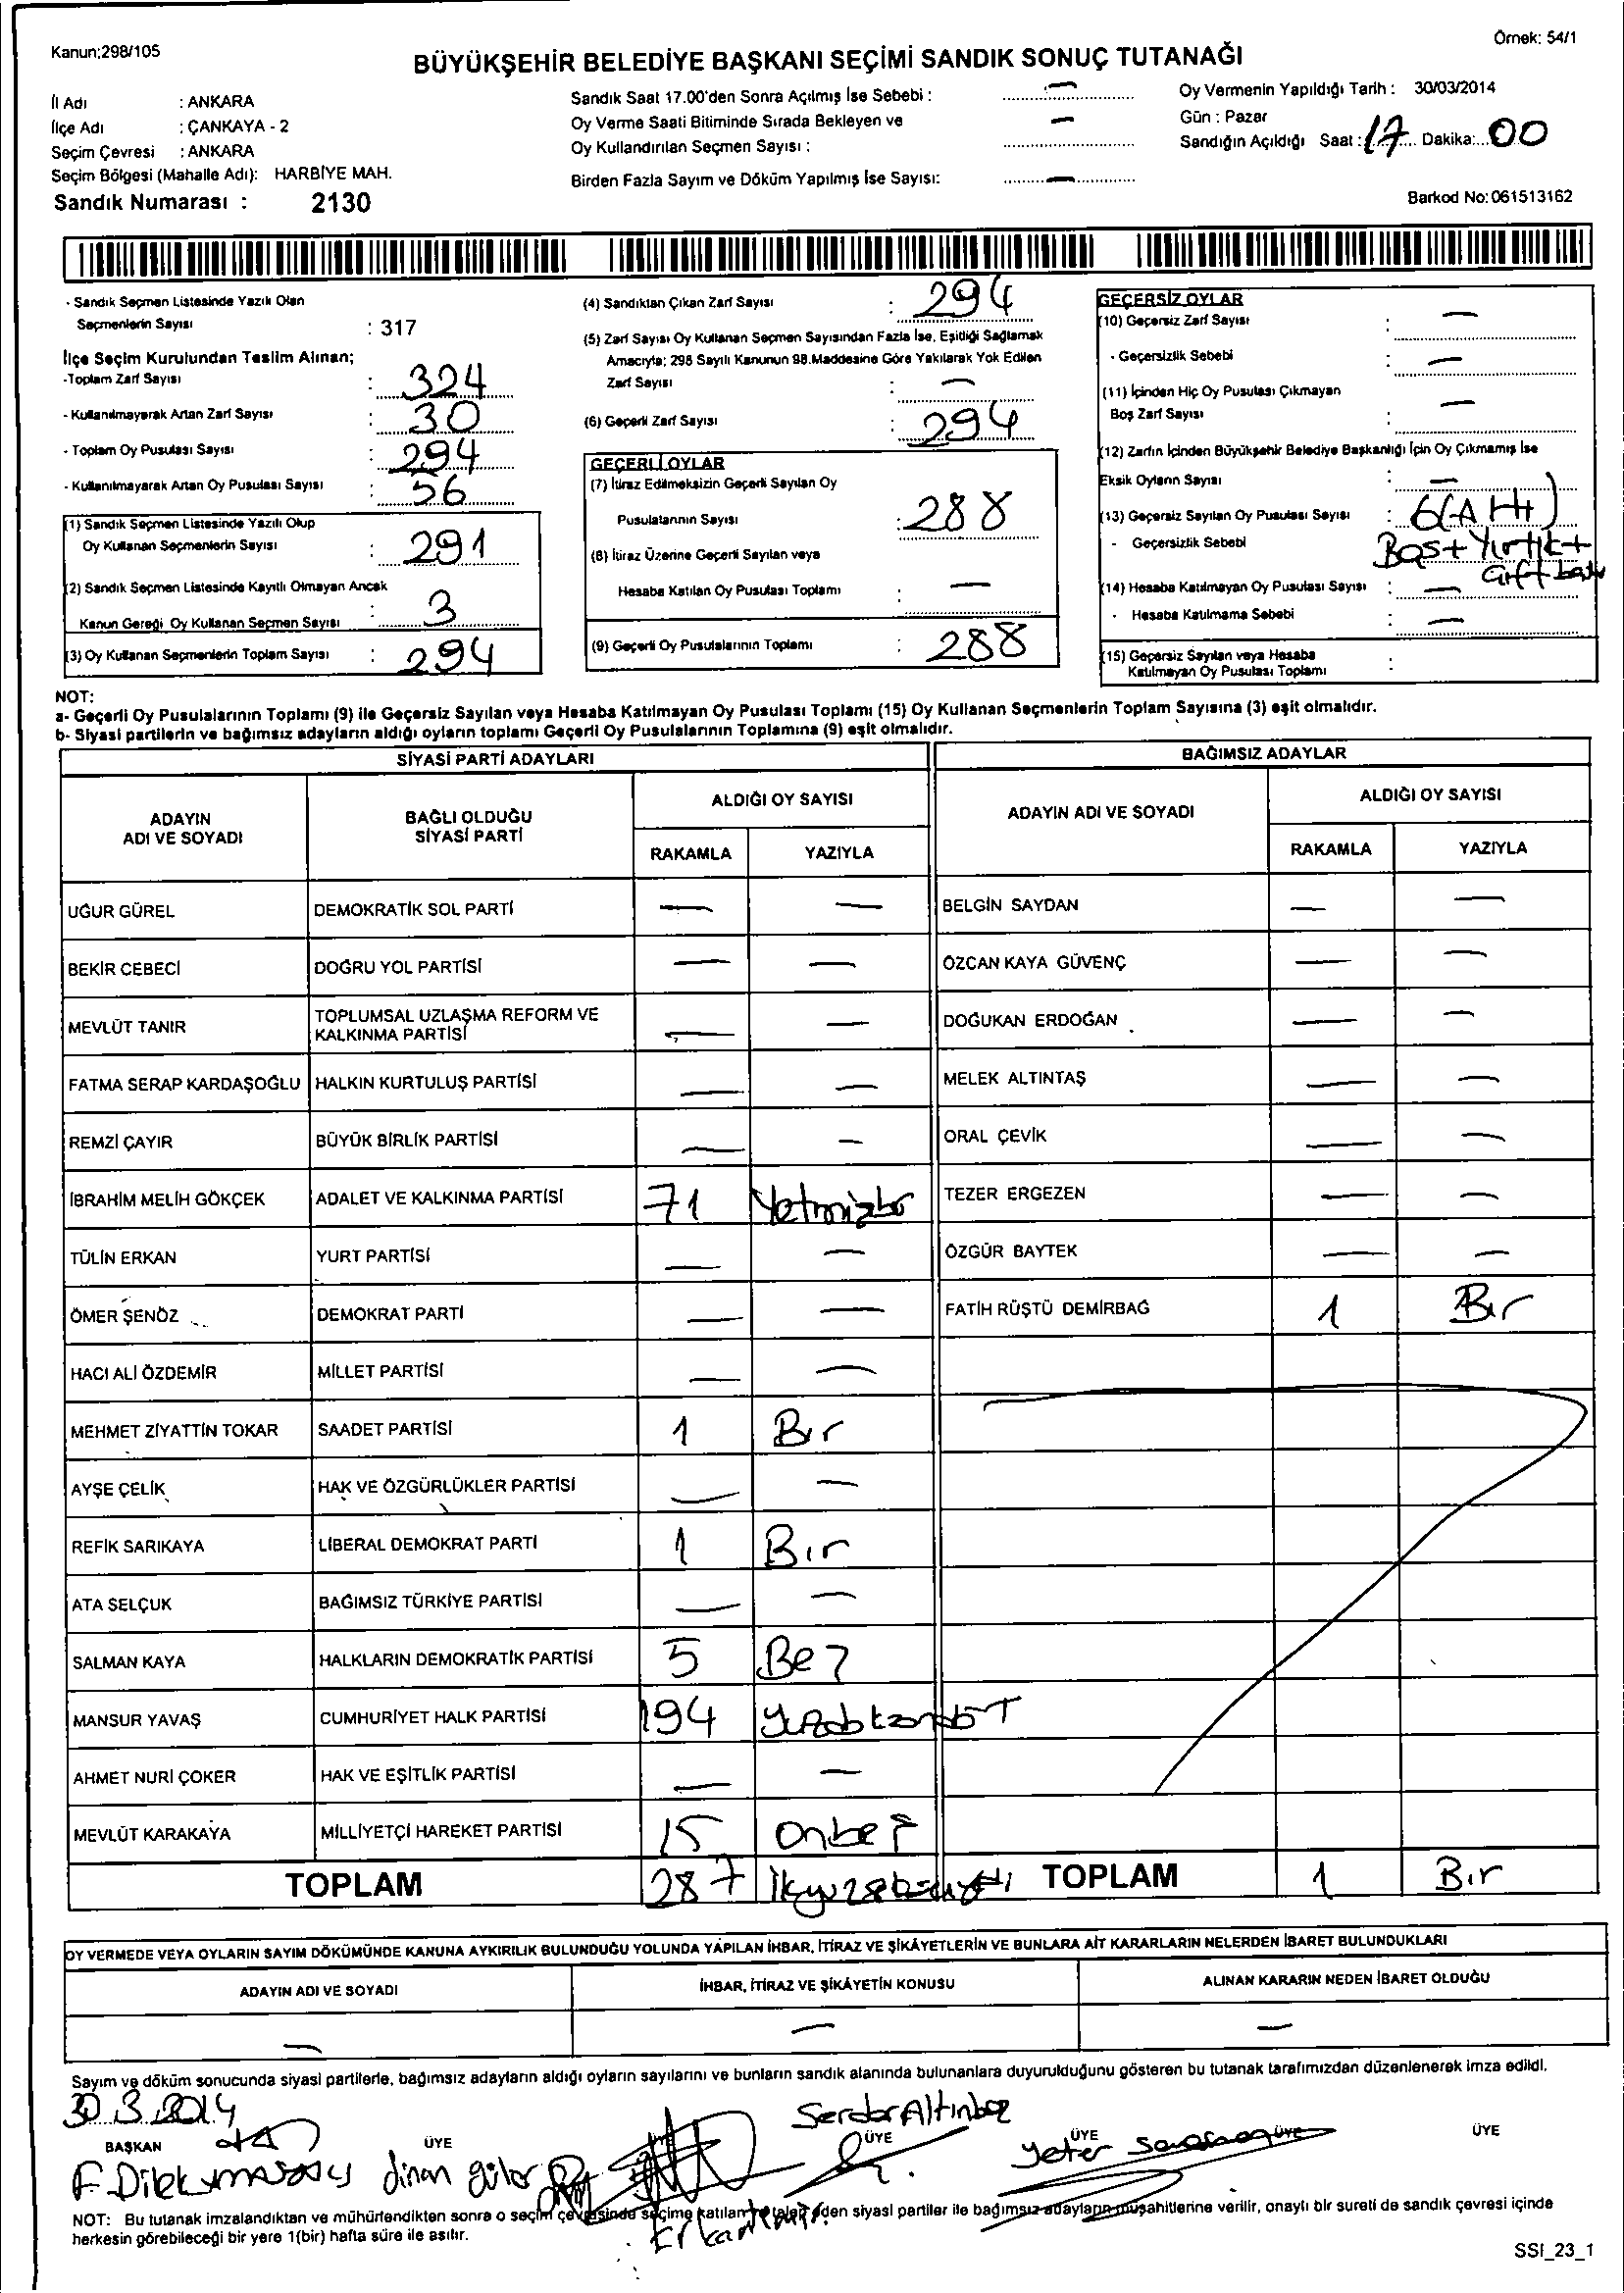 Kanun;298/105
Örnek: 54/1
BÜYÜKŞEHİR BELEDİYE BAŞKANI SEÇİMİ SANDIK SONUÇ TUTANAĞI
İl Adı : ANKARA
İlçe Adı : ÇANKAYA - 2
Seçim Çevresi : ANKARA
Seçim Bölgesi (Mahalle Adı): HARBİYE MAH.
Sandık Numarası : 2130
Sandık Saat 17.00'den Sonra Açılmış İse Sebebi : —
Oy Verme Saati Bitiminde Sırada Bekleyen ve
Oy Kullandırılan Seçmen Sayısı : —
Birden Fazla Sayım ve Döküm Yapılmış İse Sayısı: —
Oy Vermenin Yapıldığı Tarih : 30/03/2014
Gün : Pazar
Sandığın Açıldığı Saat : 17 Dakika: 00
Barkod No:061513162
- Sandık Seçmen Listesinde Yazılı Olan
Seçmenlerin Sayısı : 317
İlçe Seçim Kurulundan Teslim Alınan;
-Toplam Zarf Sayısı : 324
- Kullanılmayarak Artan Zarf Sayısı : 30
- Toplam Oy Pusulası Sayısı : 294
- Kullanılmayarak Artan Oy Pusulası Sayısı : 56
(1) Sandık Seçmen Listesinde Yazılı Olup
Oy Kullanan Seçmenlerin Sayısı : 291
(2) Sandık Seçmen Listesinde Kayıtlı Olmayan Ancak
Kanun Gereği Oy Kullanan Seçmen Sayısı : 3
(3) Oy Kullanan Seçmenlerin Toplam Sayısı : 294
(4) Sandıktan Çıkan Zarf Sayısı : 294
(5) Zarf Sayısı Oy Kullanan Seçmen Sayısından Fazla İse, Eşitliği Sağlamak
Amacıyla; 298 Sayılı Kanunun 98.Maddesine Göre Yakılarak Yok Edilen
Zarf Sayısı : —
(6) Geçerli Zarf Sayısı : 294
GEÇERLİ OYLAR
(7) İtiraz Edilmeksizin Geçerli Sayılan Oy
Pusulalarının Sayısı : 288
(8) İtiraz Üzerine Geçerli Sayılan veya
Hesaba Katılan Oy Pusulası Toplamı : —
(9) Geçerli Oy Pusulalarının Toplamı : 288
GEÇERSİZ OYLAR
(10) Geçersiz Zarf Sayısı : —
- Geçersizlik Sebebi : —
(11) İçinden Hiç Oy Pusulası Çıkmayan
Boş Zarf Sayısı : —
(12) Zarfın İçinden Büyükşehir Belediye Başkanlığı İçin Oy Çıkmamış İse
Eksik Oyların Sayısı : —
(13) Geçersiz Sayılan Oy Pusulası Sayısı : 6(Altı)
- Geçersizlik Sebebi : Boş+Yırtık+
Çift
(14) Hesaba Katılmayan Oy Pusulası Sayısı : —
- Hesaba Katılmama Sebebi : —
(15) Geçersiz Sayılan veya Hesaba
Katılmayan Oy Pusulası Toplamı :
NOT:
a- Geçerli Oy Pusulalarının Toplamı (9) ile Geçersiz Sayılan veya Hesaba Katılmayan Oy Pusulası Toplamı (15) Oy Kullanan Seçmenlerin Toplam Sayısına (3) eşit olmalıdır.
b- Siyasi partilerin ve bağımsız adayların aldığı oyların toplamı Geçerli Oy Pusulalarının Toplamına (9) eşit olmalıdır.
SİYASİ PARTİ ADAYLARI
ADAYIN ADI VE SOYADI BAĞLI OLDUĞU SİYASİ PARTİ ALDIĞI OY SAYISI
RAKAMLA YAZIYLA
UĞUR GÜREL DEMOKRATİK SOL PARTİ — —
BEKİR CEBECİ DOĞRU YOL PARTİSİ — —
MEVLÜT TANIR TOPLUMSAL UZLAŞMA REFORM VE KALKINMA PARTİSİ — —
FATMA SERAP KARDAŞOĞLU HALKIN KURTULUŞ PARTİSİ — —
REMZİ ÇAYIR BÜYÜK BİRLİK PARTİSİ — —
İBRAHİM MELİH GÖKÇEK ADALET VE KALKINMA PARTİSİ 71
TÜLİN ERKAN YURT PARTİSİ — —
ÖMER ŞENÖZ DEMOKRAT PARTİ — —
HACI ALİ ÖZDEMİR MİLLET PARTİSİ — —
MEHMET ZİYATTİN TOKAR SAADET PARTİSİ 1 Bır
AYŞE ÇELİK HAK VE ÖZGÜRLÜKLER PARTİSİ — —
REFİK SARIKAYA LİBERAL DEMOKRAT PARTİ 1 Bır
ATA SELÇUK BAĞIMSIZ TÜRKİYE PARTİSİ — —
SALMAN KAYA HALKLARIN DEMOKRATİK PARTİSİ 5 Beş
MANSUR YAVAŞ CUMHURİYET HALK PARTİSİ 194
AHMET NURİ ÇOKER HAK VE EŞİTLİK PARTİSİ — —
MEVLÜT KARAKAYA MİLLİYETÇİ HAREKET PARTİSİ 15 Onbeş
TOPLAM 287
BAĞIMSIZ ADAYLAR
ADAYIN ADI VE SOYADI ALDIĞI OY SAYISI
RAKAMLA YAZIYLA
BELGİN SAYDAN — —
ÖZCAN KAYA GÜVENÇ — —
DOĞUKAN ERDOĞAN — —
MELEK ALTINTAŞ — —
ORAL ÇEVİK — —
TEZER ERGEZEN — —
ÖZGÜR BAYTEK — —
FATİH RÜŞTÜ DEMİRBAĞ 1 Bır
TOPLAM 1 Bır
OY VERMEDE VEYA OYLARIN SAYIM DÖKÜMÜNDE KANUNA AYKIRILIK BULUNDUĞU YOLUNDA YAPILAN İHBAR, İTİRAZ VE ŞİKÂYETLERİN VE BUNLARA AİT KARARLARIN NELERDEN İBARET BULUNDUKLARI
ADAYIN ADI VE SOYADI İHBAR, İTİRAZ VE ŞİKÂYETİN KONUSU ALINAN KARARIN NEDEN İBARET OLDUĞU
— — —
Sayım ve döküm sonucunda siyasi partilerle, bağımsız adayların aldığı oyların sayılarını ve bunların sandık alanında bulunanlara duyurulduğunu gösteren bu tutanak tarafımızdan düzenlenerek imza edildi.
30.3.2014
BAŞKAN ÜYE ÜYE ÜYE ÜYE ÜYE
NOT: Bu tutanak imzalandıktan ve mühürlendikten sonra o seçim çevresinde seçime katılan ve talep eden siyasi partiler ile bağımsız adayların müşahitlerine verilir, onaylı bir sureti de sandık çevresi içinde
herkesin görebileceği bir yere 1(bir) hafta süre ile asılır.
SSI_23_1